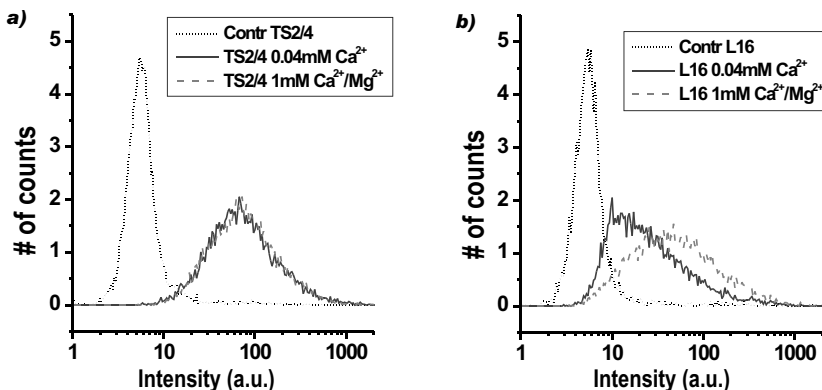 a)
Contr TS2/4
TS2/4 0.04mM Ca²⁺
TS2/4 1mM Ca²⁺/Mg²⁺
# of counts
5
4
3
2
1
0
1 10 100 1000
Intensity (a.u.)
b)
Contr L16
L16 0.04mM Ca²⁺
L16 1mM Ca²⁺/Mg²⁺
# of counts
5
4
3
2
1
0
1 10 100 1000
Intensity (a.u.)